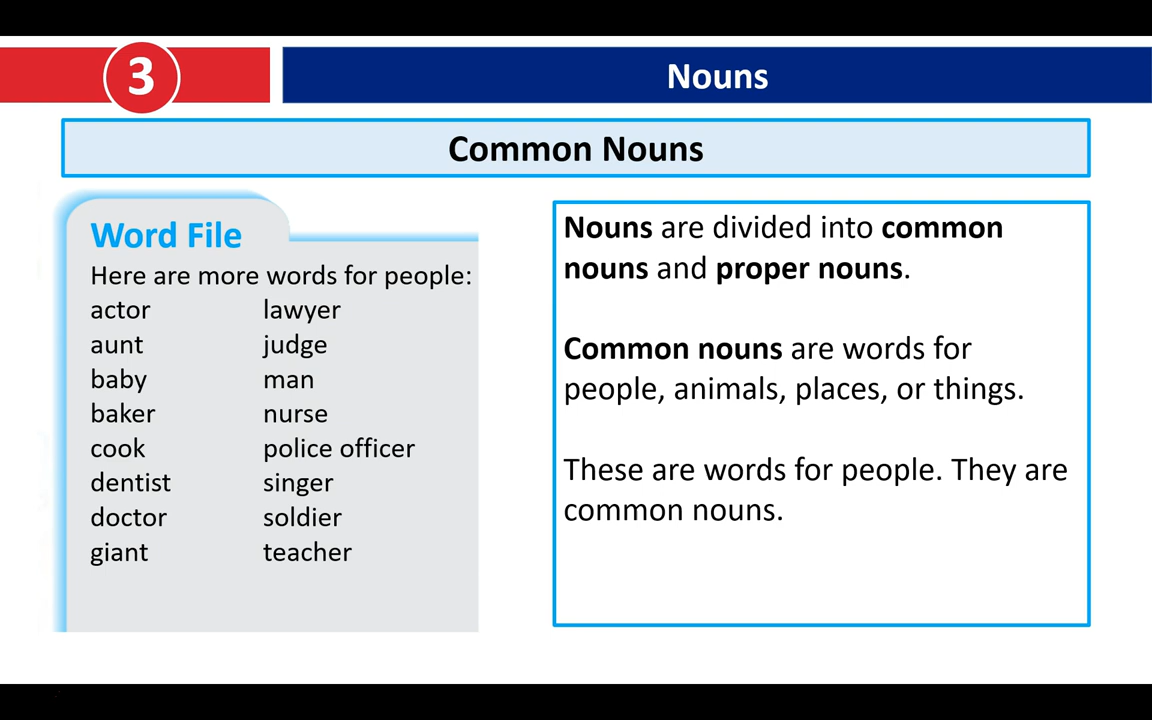 3
Nouns
Common Nouns
Word File
Here are more words for people:
actor lawyer
aunt judge
baby man
baker nurse
cook police officer
dentist singer
doctor soldier
giant teacher
Nouns are divided into common
nouns and proper nouns.
Common nouns are words for
people, animals, places, or things.
These are words for people. They are
common nouns.